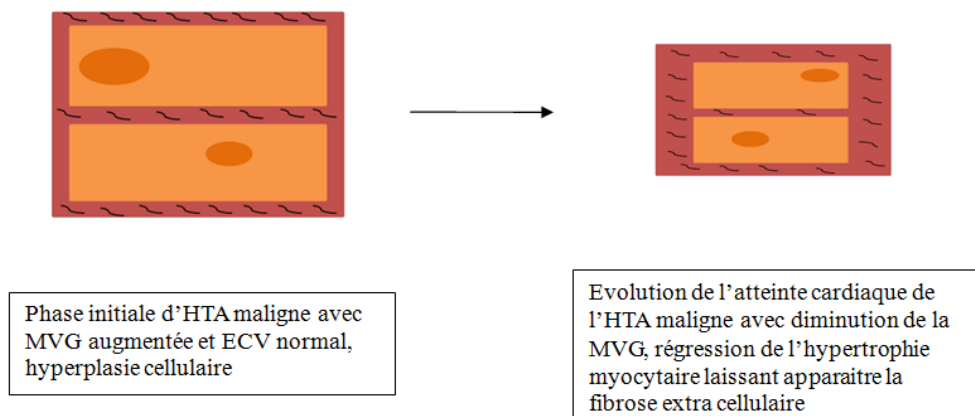 Phase initiale d’HTA maligne avec
MVG augmentée et ECV normal,
hyperplasie cellulaire
Evolution de l’atteinte cardiaque de
l’HTA maligne avec diminution de la
MVG, régression de l’hypertrophie
myocytaire laissant apparaitre la
fibrose extra cellulaire